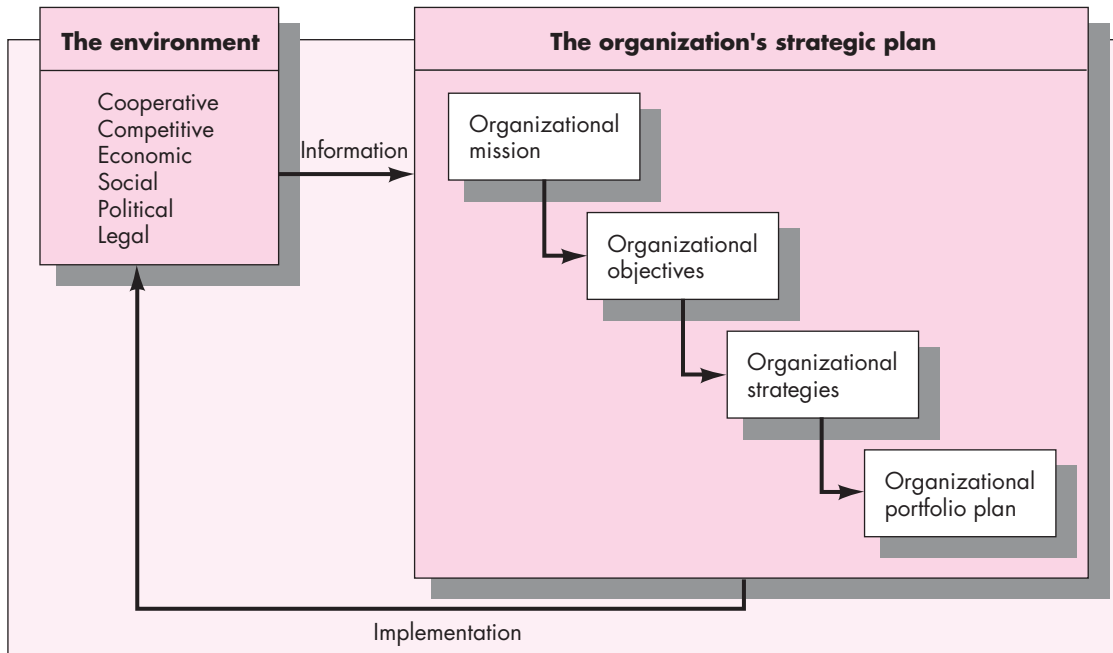 The environment
Cooperative
Competitive
Economic
Social
Political
Legal
Information
The organization's strategic plan
Organizational
mission
Organizational
objectives
Organizational
strategies
Organizational
portfolio plan
Implementation